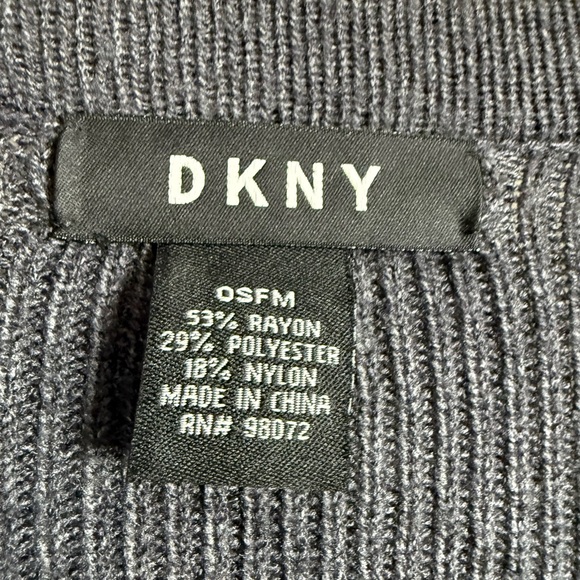 DKNY
OSFM
53% RAYON
29% POLYESTER
18% NYLON
MADE IN CHINA
RN# 98072